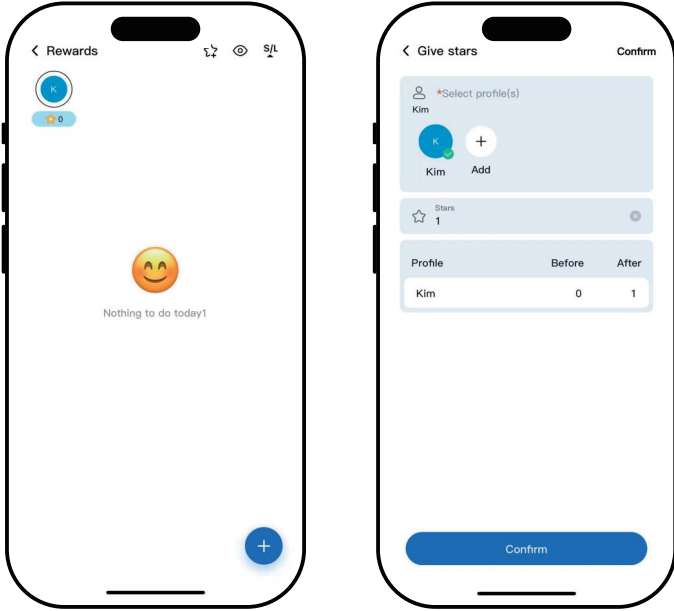 Rewards
S/L
K
0
Nothing to do today1
+
Give stars
Confirm
*Select profile(s)
Kim
K
+
Kim
Add
Stars
1
Profile Before After
Kim 0 1
Confirm